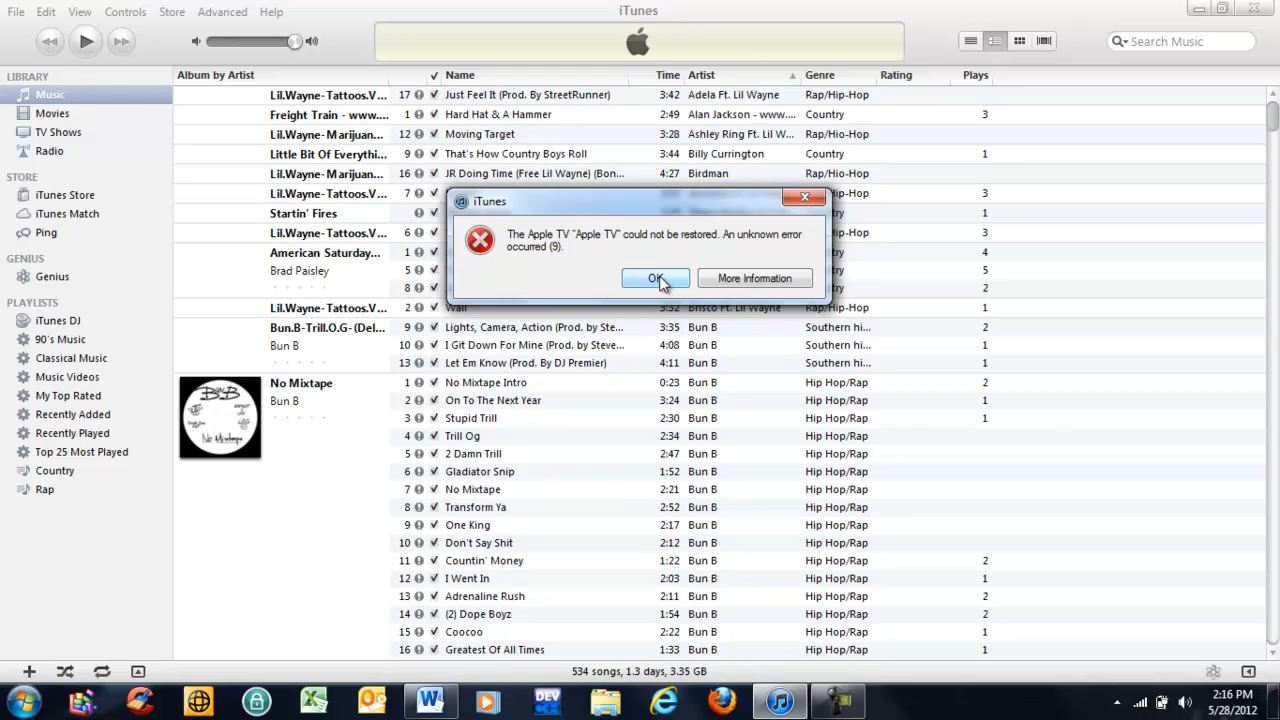 File Edit View Controls Store Advanced Help
iTunes
Search Music
LIBRARY
Music
Movies
TV Shows
Radio
STORE
iTunes Store
iTunes Match
Ping
GENIUS
Genius
PLAYLISTS
iTunes DJ
90's Music
Classical Music
Music Videos
My Top Rated
Recently Added
Recently Played
Top 25 Most Played
Country
Rap
Album by Artist ✓ Name Time Artist Genre Rating Plays
Lil.Wayne-Tattoos.V... 17 Just Feel It (Prod. By StreetRunner) 3:42 Adela Ft. Lil Wayne Rap/Hip-Hop
Freight Train - www.... 1 Hard Hat & A Hammer 2:49 Alan Jackson - www.... Country 3
Lil.Wayne-Marijuan... 12 Moving Target 3:28 Ashley Ring Ft. Lil W... Rap/Hio-Hop
Little Bit Of Everythi... 9 That's How Country Boys Roll 3:44 Billy Currington Country 1
Lil.Wayne-Marijuan... 16 JR Doing Time (Free Lil Wayne) (Bon... 4:27 Birdman Rap/Hip-Hop
Lil.Wayne-Tattoos.V... 7 3
Startin' Fires 1
Lil.Wayne-Tattoos.V... 6 3
American Saturday... 1 4
Brad Paisley 5 5
8 2
Lil.Wayne-Tattoos.V... 2 Wall 3:32 Brisco Ft. Lil Wayne Rap/Hip-Hop
Bun.B-Trill.O.G-(Del... 9 Lights, Camera, Action (Prod. by Ste... 3:35 Bun B Southern hi... 2
Bun B 10 I Git Down For Mine (Prod. by Steve... 4:08 Bun B Southern hi... 1
13 Let Em Know (Prod. By DJ Premier) 4:11 Bun B Southern hi... 1
No Mixtape 1 No Mixtape Intro 0:23 Bun B Hip Hop/Rap 2
Bun B 2 On To The Next Year 3:24 Bun B Hip Hop/Rap 1
3 Stupid Trill 2:30 Bun B Hip Hop/Rap 1
4 Trill Og 2:34 Bun B Hip Hop/Rap
5 2 Damn Trill 2:47 Bun B Hip Hop/Rap
6 Gladiator Snip 1:52 Bun B Hip Hop/Rap
7 No Mixtape 2:21 Bun B Hip Hop/Rap
8 Transform Ya 2:52 Bun B Hip Hop/Rap
9 One King 2:17 Bun B Hip Hop/Rap
10 Don't Say Shit 2:12 Bun B Hip Hop/Rap
11 Countin' Money 1:22 Bun B Hip Hop/Rap 2
12 I Went In 2:03 Bun B Hip Hop/Rap 1
13 Adrenaline Rush 2:11 Bun B Hip Hop/Rap 2
14 (2) Dope Boyz 1:54 Bun B Hip Hop/Rap 2
15 Coocoo 2:22 Bun B Hip Hop/Rap 1
16 Greatest Of All Times 1:33 Bun B Hip Hop/Rap 1
No Mixtape
iTunes
The Apple TV "Apple TV" could not be restored. An unknown error
occurred (9).
OK More Information
534 songs, 1.3 days, 3.35 GB
DEV
2:16 PM
5/28/2012